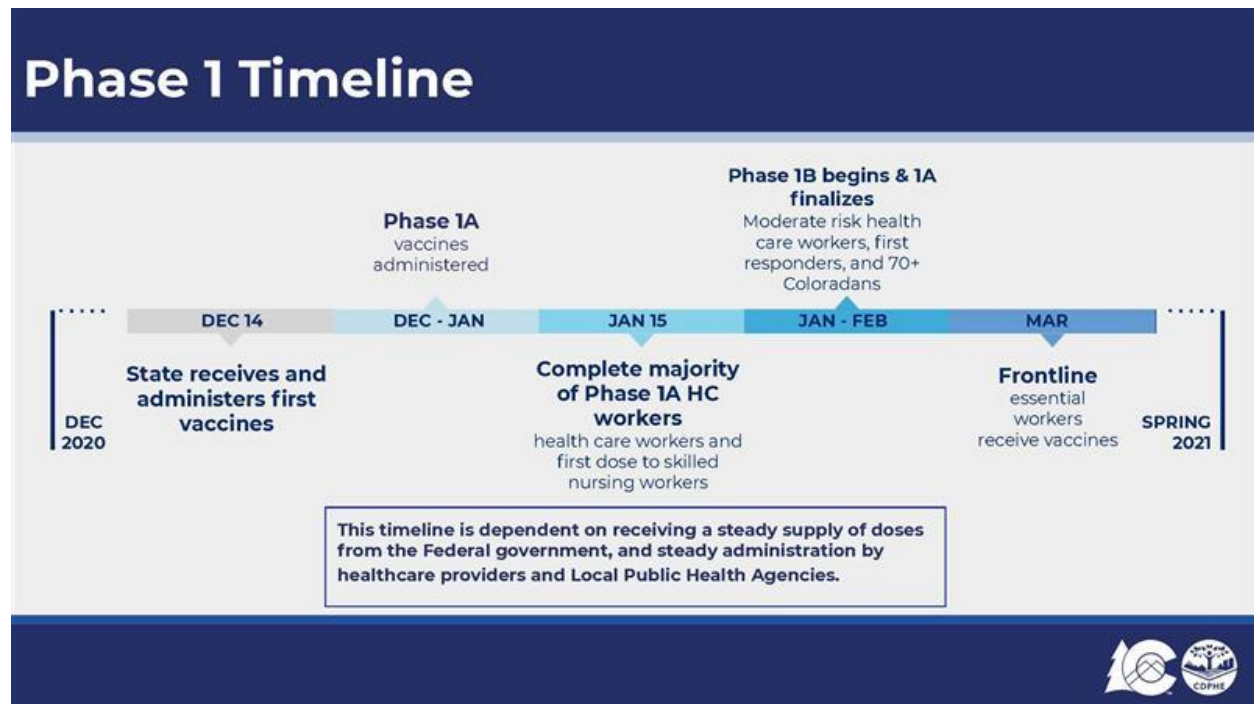 Phase 1 Timeline
Phase 1B begins & 1A
finalizes
Moderate risk health
care workers, first
responders, and 70+
Coloradans
Phase 1A
vaccines
administered
DEC 14
DEC - JAN
JAN 15
JAN - FEB
MAR
State receives and
administers first
vaccines
Complete majority
of Phase 1A HC
workers
health care workers and
first dose to skilled
nursing workers
Frontline
essential
workers
receive vaccines
DEC
2020
SPRING
2021
This timeline is dependent on receiving a steady supply of doses
from the Federal government, and steady administration by
healthcare providers and Local Public Health Agencies.
CDPHE